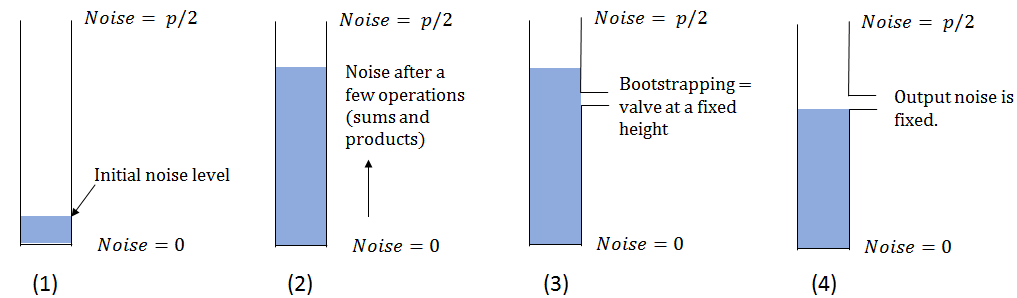 Noise = p/2
Initial noise level
Noise = 0
(1)
Noise = p/2
Noise after a
few operations
(sums and
products)
Noise = 0
(2)
Noise = p/2
Bootstrapping =
valve at a fixed
height
Noise = 0
(3)
Noise = p/2
Output noise is
fixed.
Noise = 0
(4)